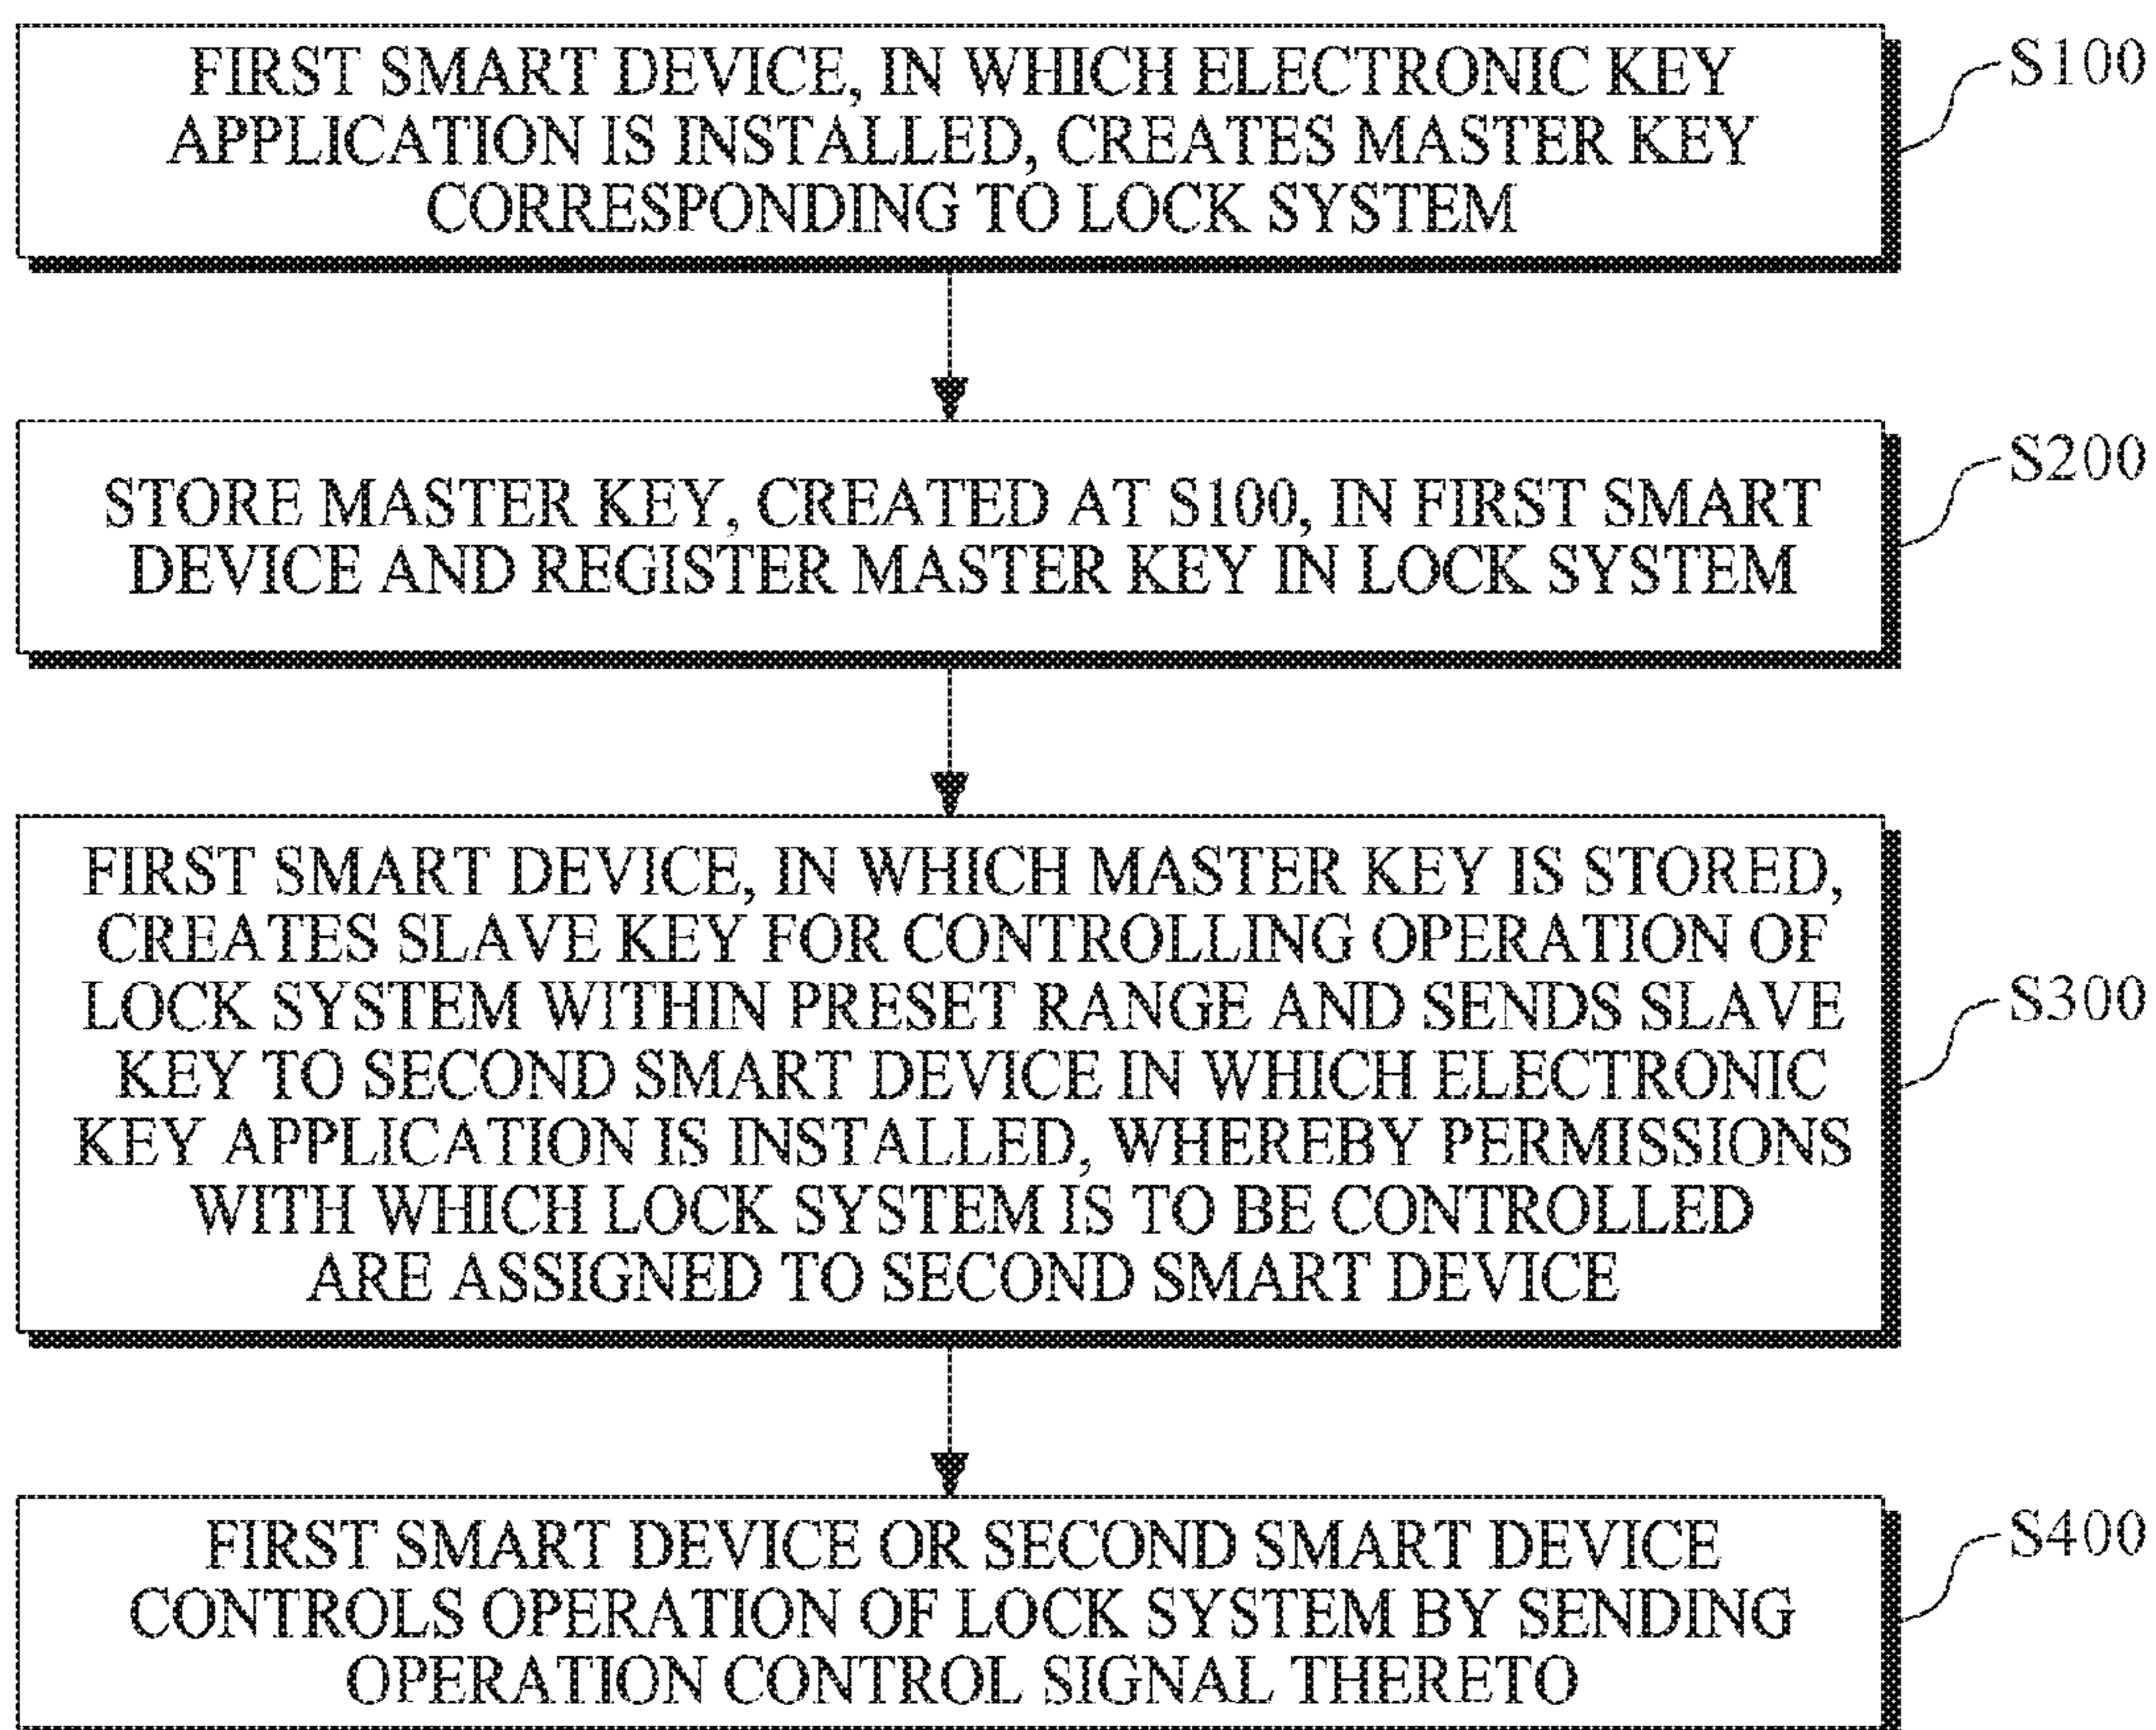 FIRST SMART DEVICE, IN WHICH ELECTRONIC KEY
APPLICATION IS INSTALLED, CREATES MASTER KEY
CORRESPONDING TO LOCK SYSTEM
S100
STORE MASTER KEY, CREATED AT S100, IN FIRST SMART
DEVICE AND REGISTER MASTER KEY IN LOCK SYSTEM
S200
FIRST SMART DEVICE, IN WHICH MASTER KEY IS STORED,
CREATES SLAVE KEY FOR CONTROLLING OPERATION OF
LOCK SYSTEM WITHIN PRESET RANGE AND SENDS SLAVE
KEY TO SECOND SMART DEVICE IN WHICH ELECTRONIC
KEY APPLICATION IS INSTALLED, WHEREBY PERMISSIONS
WITH WHICH LOCK SYSTEM IS TO BE CONTROLLED
ARE ASSIGNED TO SECOND SMART DEVICE
S300
FIRST SMART DEVICE OR SECOND SMART DEVICE
CONTROLS OPERATION OF LOCK SYSTEM BY SENDING
OPERATION CONTROL SIGNAL THERETO
S400